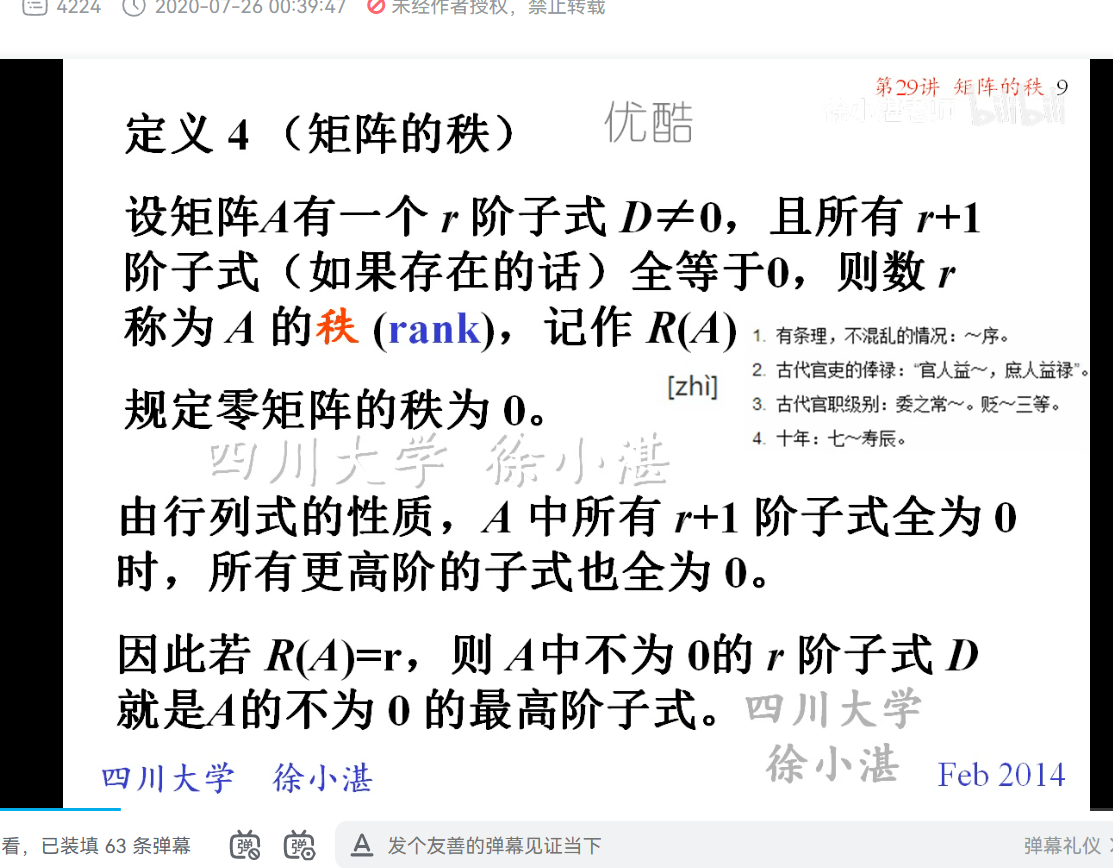 4224 2020-07-26 00:39:47 未经作者授权，禁止转载
第29讲 矩阵的秩 9
bilibili
定义 4 （矩阵的秩）
优酷
设矩阵A有一个 r 阶子式 D≠0，且所有 r+1
阶子式（如果存在的话）全等于0，则数 r
称为 A 的秩 (rank)，记作 R(A)
[zhì]
1. 有条理，不混乱的情况：～序。
2. 古代官吏的俸禄：“官人益～，庶人益禄”。
3. 古代官职级别：委之常～。贬～三等。
4. 十年：七～寿辰。
规定零矩阵的秩为 0。
四川大学 徐小湛
由行列式的性质，A 中所有 r+1 阶子式全为 0
时，所有更高阶的子式也全为 0。
因此若 R(A)=r，则 A中不为 0的 r 阶子式 D
就是A的不为 0 的最高阶子式。
四川大学
徐小湛
四川大学 徐小湛
Feb 2014
看，已装填 63 条弹幕
弹
弹
A 发个友善的弹幕见证当下
弹幕礼仪